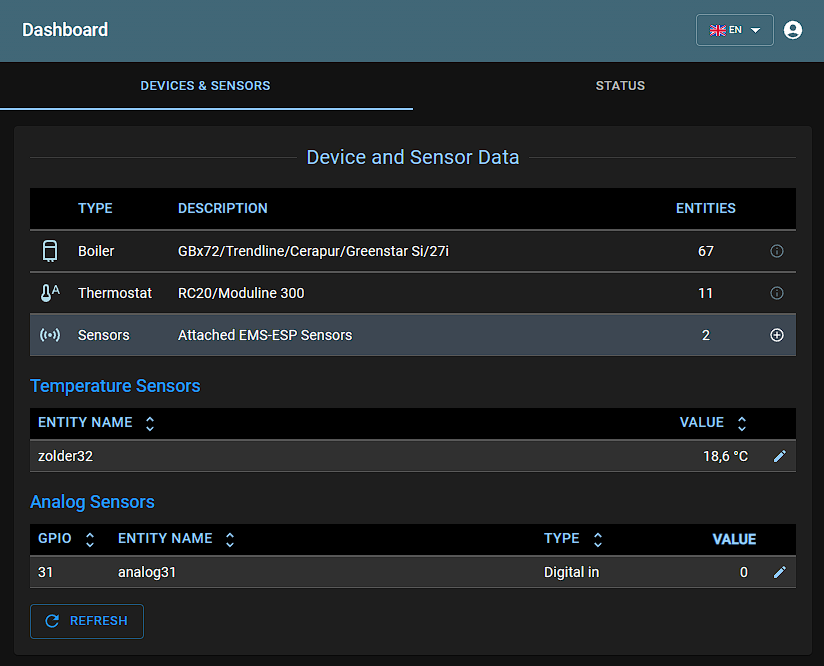 Dashboard
EN
DEVICES & SENSORS STATUS
Device and Sensor Data
TYPE DESCRIPTION ENTITIES
Boiler GBx72/Trendline/Cerapur/Greenstar Si/27i 67
Thermostat RC20/Moduline 300 11
Sensors Attached EMS-ESP Sensors 2
Temperature Sensors
ENTITY NAME VALUE
zolder32 18,6 °C
Analog Sensors
GPIO ENTITY NAME TYPE VALUE
31 analog31 Digital in 0
REFRESH